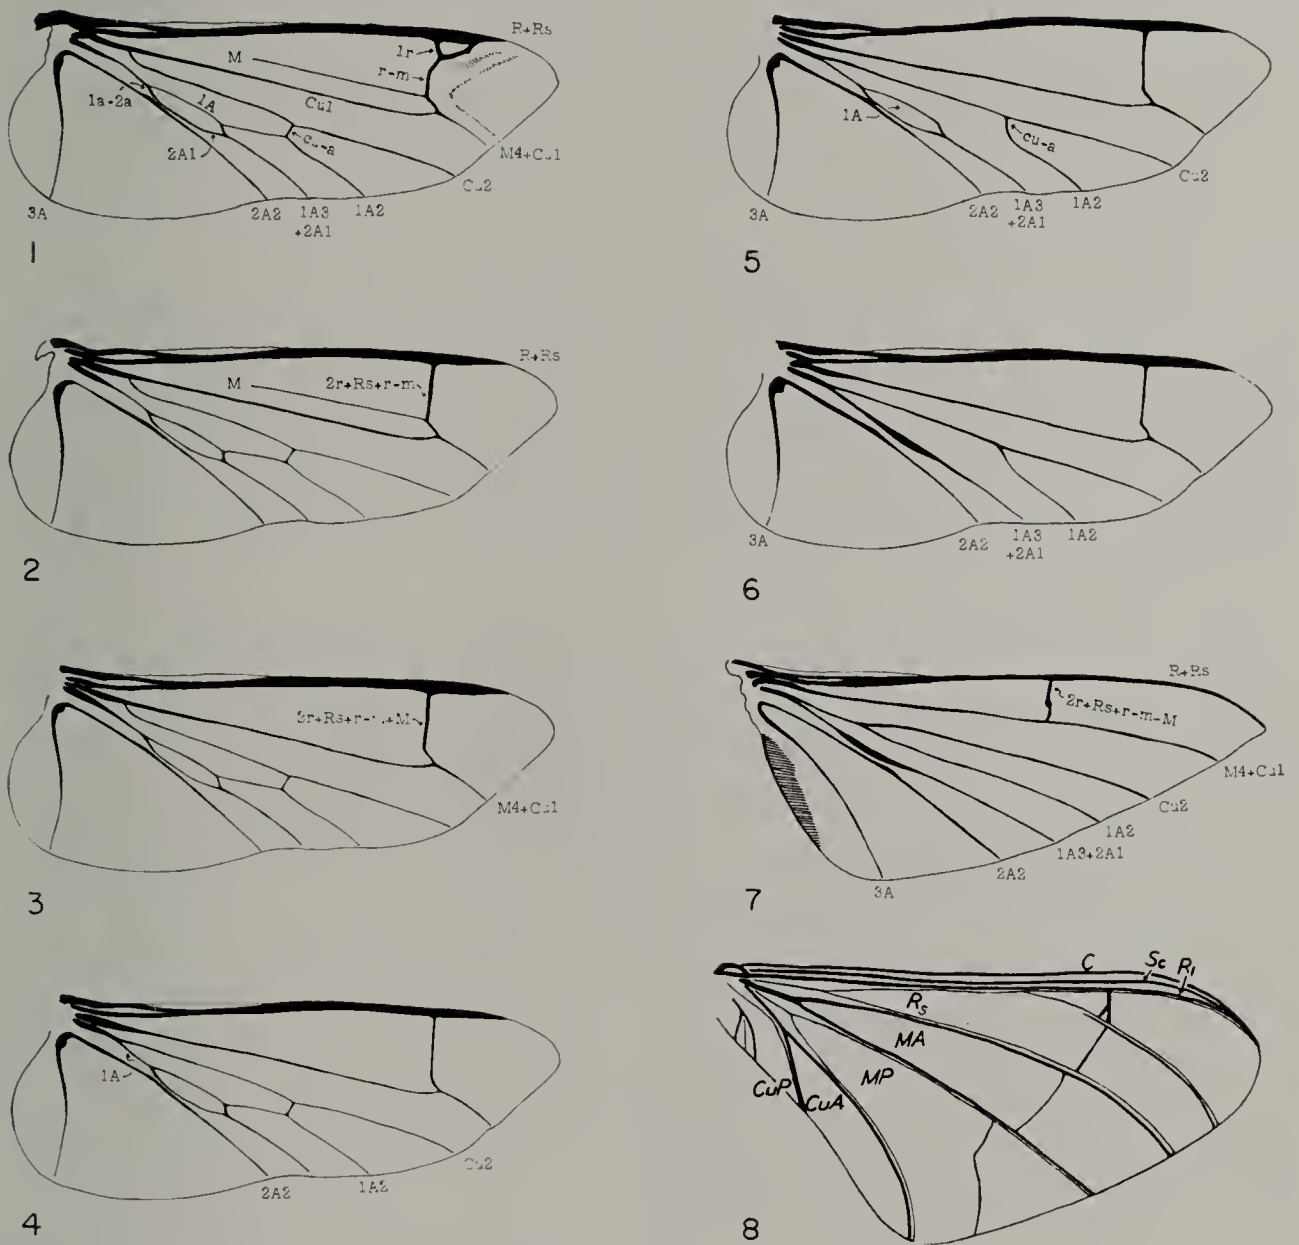 R+Rs
1r
M
r-m
1a-2a
1A
Cu1
2A1
cu-a
M4+Cu1
Cu2
3A
2A2
1A3
+2A1
1A2
1
1A
cu-a
Cu2
3A
2A2
1A3
+2A1
1A2
5
R+Rs
M
2r+Rs+r-m
2
3A
2A2
1A3
+2A1
1A2
6
M4+Cu1
3
R+Rs
2r+Rs+r-m-M
M4+Cu1
Cu2
1A2
1A3+2A1
2A2
3A
7
1A
Cu2
2A2
1A2
4
C
Sc
R1
Rs
MA
MP
CuP
CuA
8